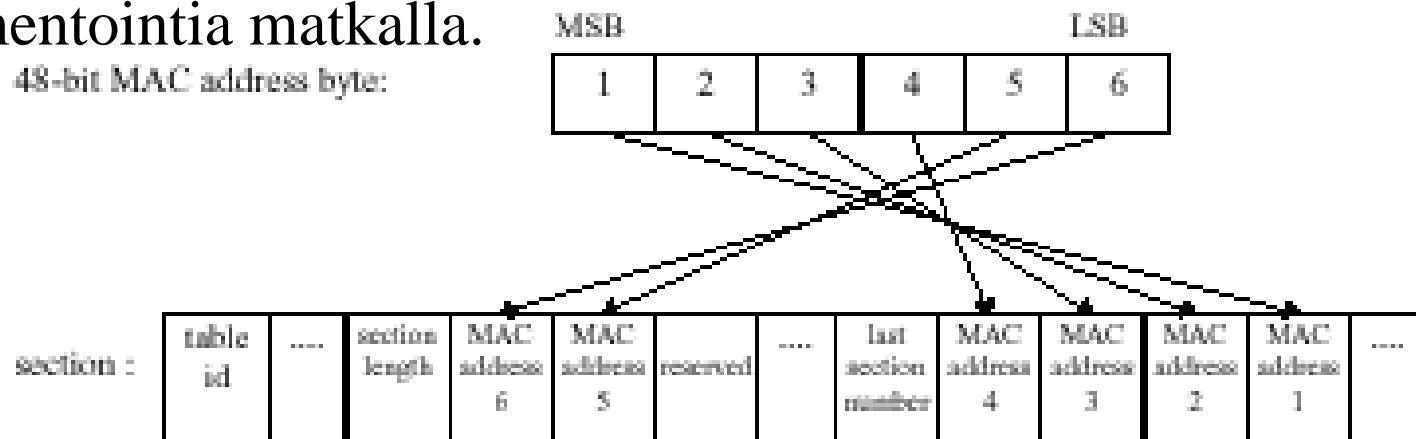 nentointia matkalla.
MSB LSB
48-bit MAC address byte:
1 2 3 4 5 6
section : table id .... section length MAC address 6 MAC address 5 reserved .... last section number MAC address 4 MAC address 3 MAC address 2 MAC address 1 ....